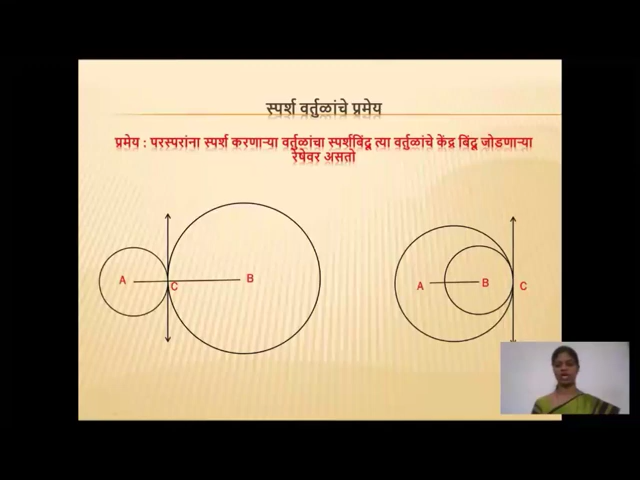 स्पर्श वर्तुळांचे प्रमेय
प्रमेय : परस्परांना स्पर्श करणाऱ्या वर्तुळांचा स्पर्शबिंदू त्या वर्तुळांचे केंद्र बिंदू जोडणाऱ्या
रेषेवर असतो
A C B
A B C